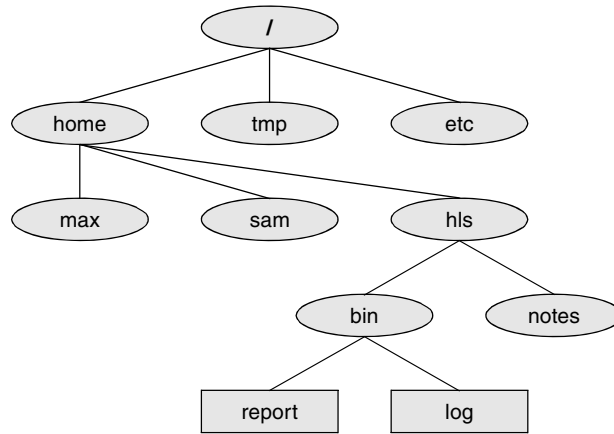 /
home tmp etc
max sam hls
bin notes
report log